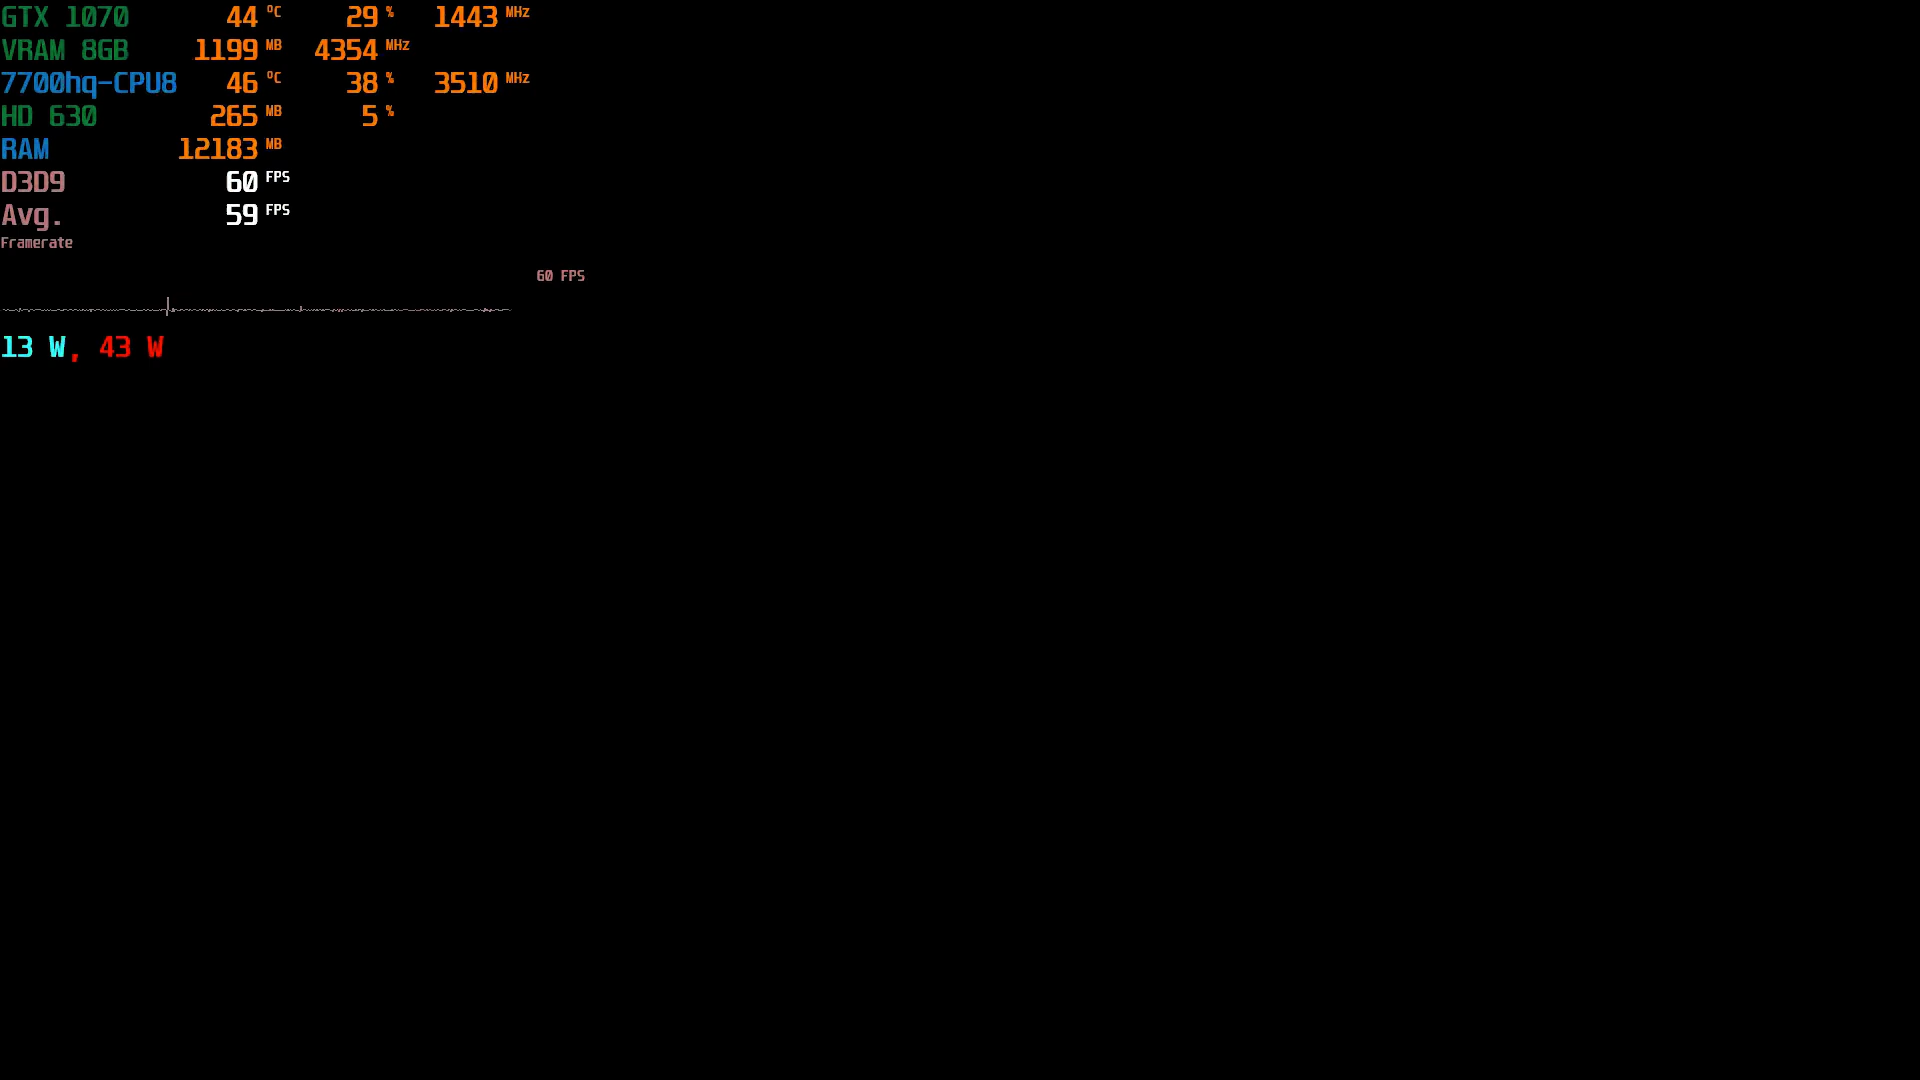 GTX 1070 44 °C 29 % 1443 MHz
VRAM 8GB 1199 MB 4354 MHz
7700hq-CPU8 46 °C 38 % 3510 MHz
HD 630 265 MB 5 %
RAM 12183 MB
D3D9 60 FPS
Avg. 59 FPS
Framerate
60 FPS
13 W, 43 W